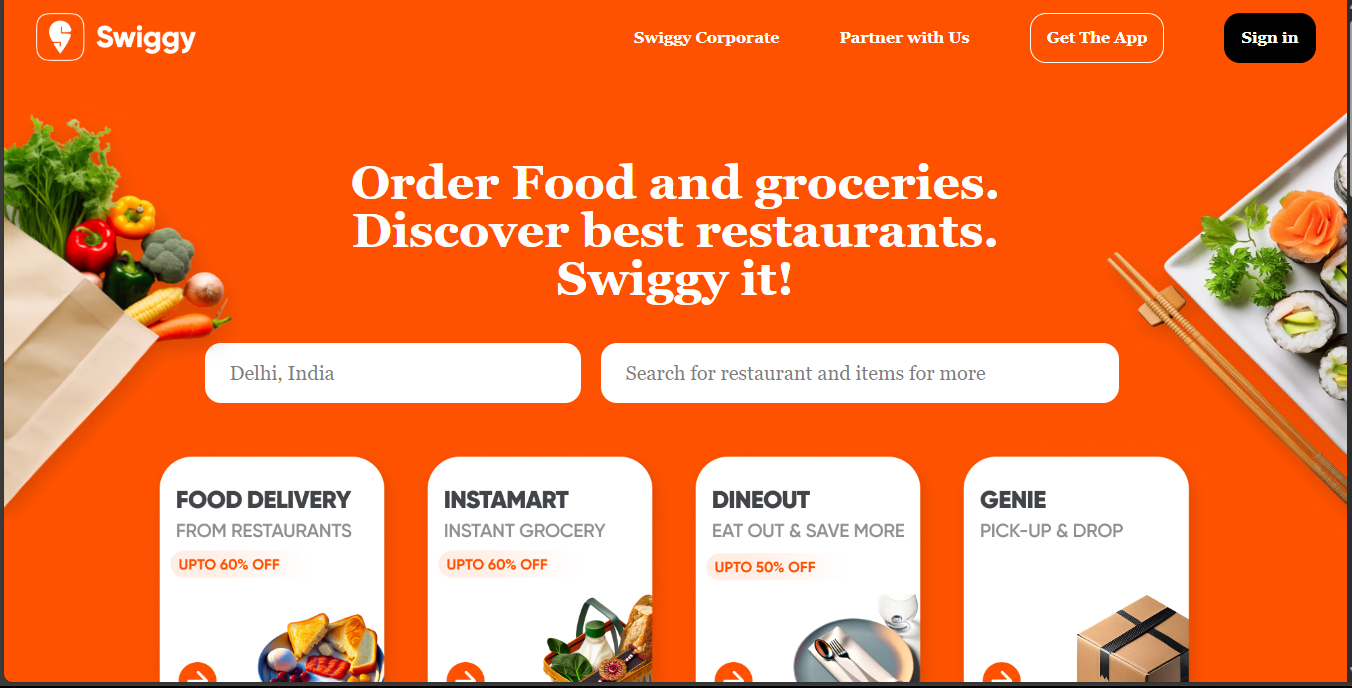 Swiggy
Swiggy Corporate
Partner with Us
Get The App
Sign in
Order Food and groceries.
Discover best restaurants.
Swiggy it!
Delhi, India
Search for restaurant and items for more
FOOD DELIVERY
FROM RESTAURANTS
UPTO 60% OFF
INSTAMART
INSTANT GROCERY
UPTO 60% OFF
DINEOUT
EAT OUT & SAVE MORE
UPTO 50% OFF
GENIE
PICK-UP & DROP